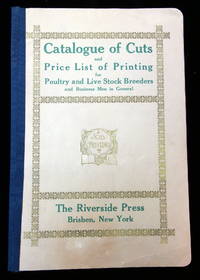 Catalogue of Cuts
and
Price List of Printing
for
Poultry and Live Stock Breeders
and Business Men in General
The Riverside Press
Brisben, New York